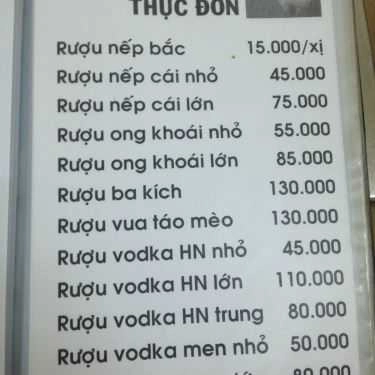 THỰC ĐƠN
Rượu nếp bắc 15.000/xị
Rượu nếp cái nhỏ 45.000
Rượu nếp cái lớn 75.000
Rượu ong khoái nhỏ 55.000
Rượu ong khoái lớn 85.000
Rượu ba kích 130.000
Rượu vua táo mèo 130.000
Rượu vodka HN nhỏ 45.000
Rượu vodka HN lớn 110.000
Rượu vodka HN trung 80.000
Rượu vodka men nhỏ 50.000